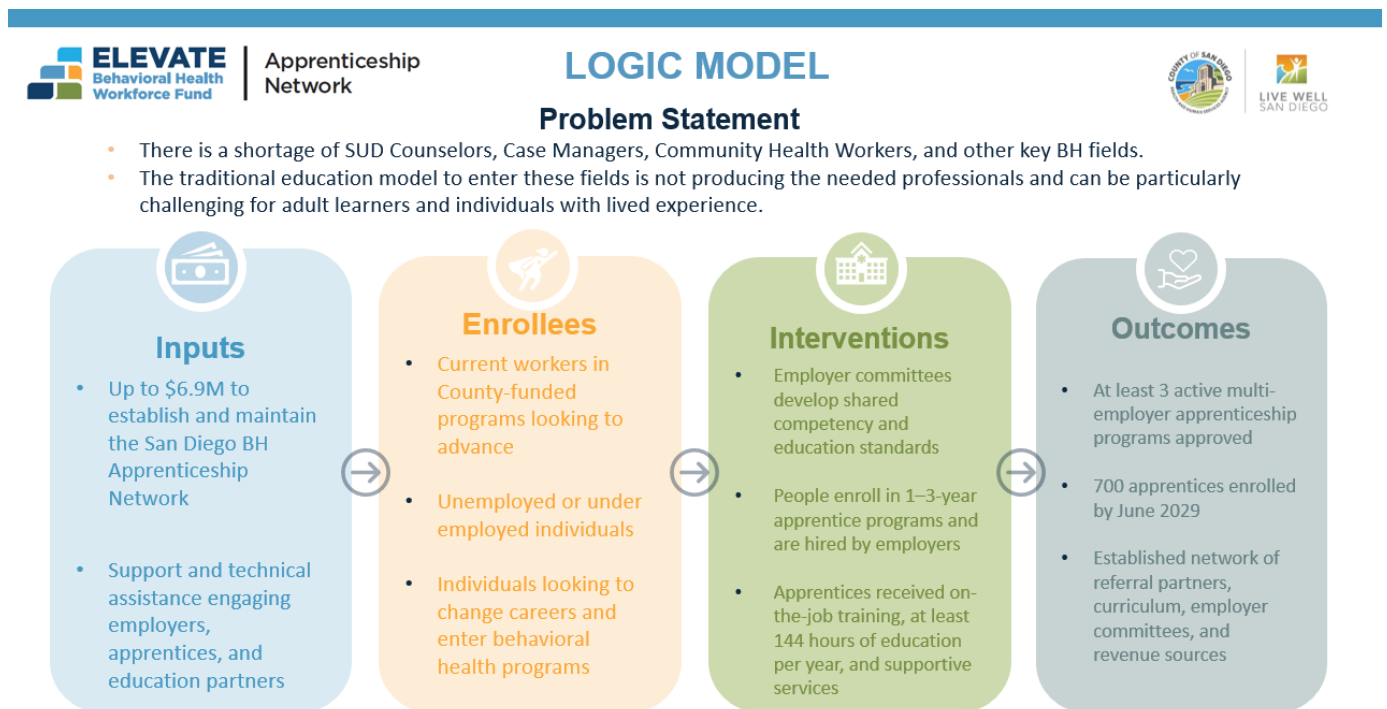 ELEVATE
Behavioral Health
Workforce Fund
Apprenticeship
Network
LOGIC MODEL
COUNTY OF SAN DIEGO
HEALTH AND HUMAN SERVICES AGENCY
LIVE WELL
SAN DIEGO
Problem Statement
• There is a shortage of SUD Counselors, Case Managers, Community Health Workers, and other key BH fields.
• The traditional education model to enter these fields is not producing the needed professionals and can be particularly
challenging for adult learners and individuals with lived experience.
Inputs
• Up to $6.9M to
establish and maintain
the San Diego BH
Apprenticeship
Network
• Support and technical
assistance engaging
employers,
apprentices, and
education partners
Enrollees
• Current workers in
County-funded
programs looking to
advance
• Unemployed or under
employed individuals
• Individuals looking to
change careers and
enter behavioral
health programs
Interventions
• Employer committees
develop shared
competency and
education standards
• People enroll in 1–3-year
apprentice programs and
are hired by employers
• Apprentices received on-
the-job training, at least
144 hours of education
per year, and supportive
services
Outcomes
• At least 3 active multi-
employer apprenticeship
programs approved
• 700 apprentices enrolled
by June 2029
• Established network of
referral partners,
curriculum, employer
committees, and
revenue sources